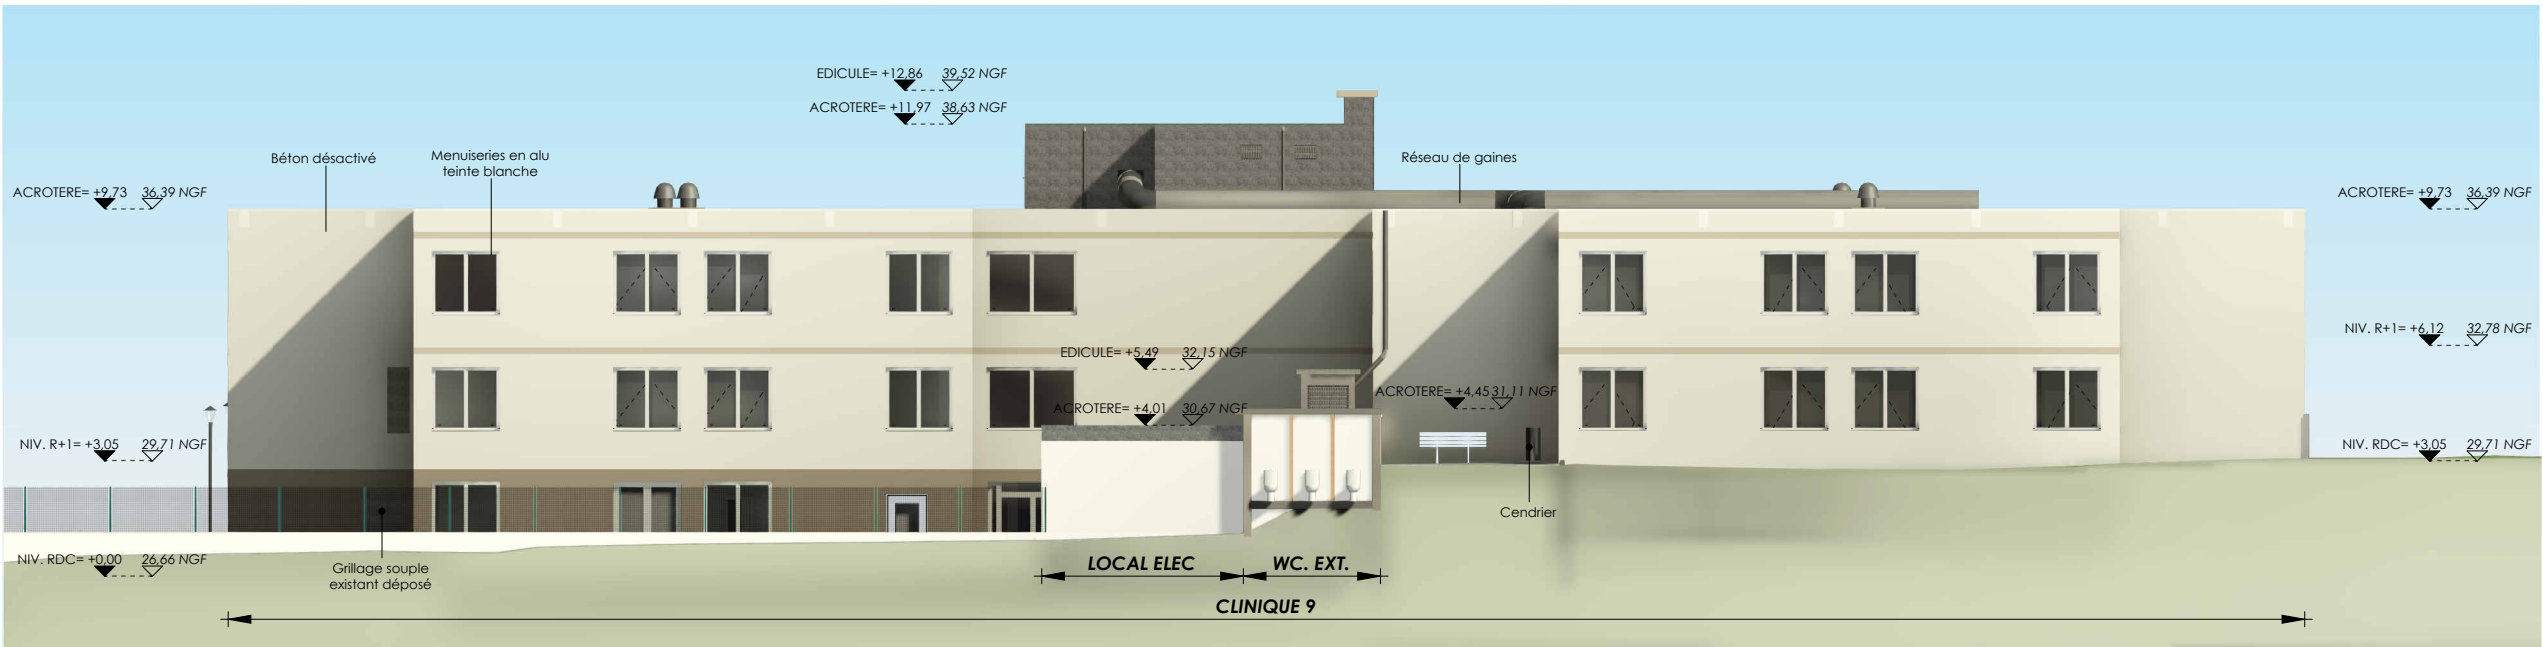 EDICULE= +12,86 39,52 NGF
ACROTERE= +11,97 38,63 NGF
Béton désactivé
Menuiseries en alu
teinte blanche
Réseau de gaines
ACROTERE= +9,73 36,39 NGF
ACROTERE= +9,73 36,39 NGF
NIV. R+1= +6,12 32,78 NGF
EDICULE= +5,49 32,15 NGF
ACROTERE= +4,45 31,11 NGF
ACROTERE= +4,01 30,67 NGF
NIV. R+1= +3,05 29,71 NGF
NIV. RDC= +3,05 29,71 NGF
Cendrier
NIV. RDC= +0,00 26,66 NGF
Grillage souple
existant déposé
LOCAL ELEC WC. EXT.
CLINIQUE 9